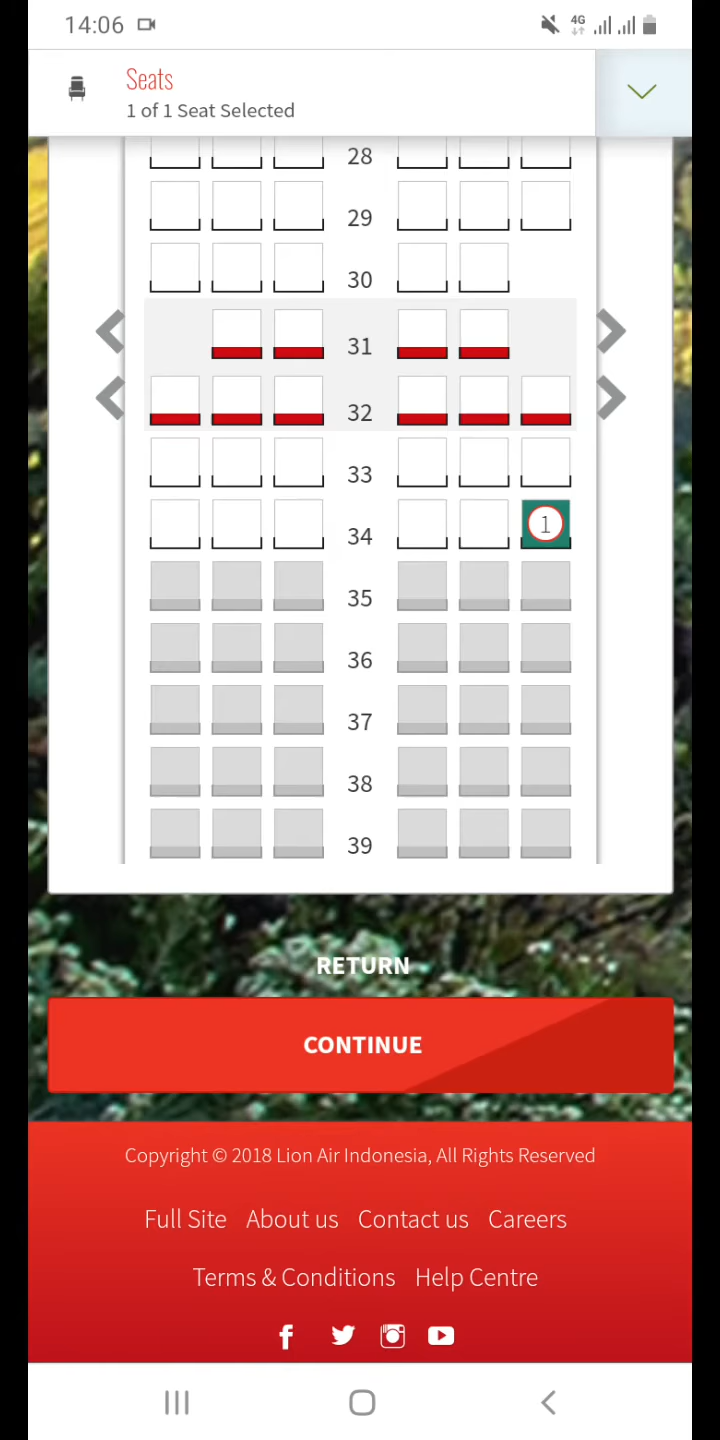 14:06
4G
Seats
1 of 1 Seat Selected
28
29
30
31
32
33
34
1
35
36
37
38
39
RETURN
CONTINUE
Copyright © 2018 Lion Air Indonesia, All Rights Reserved
Full Site About us Contact us Careers
Terms & Conditions Help Centre